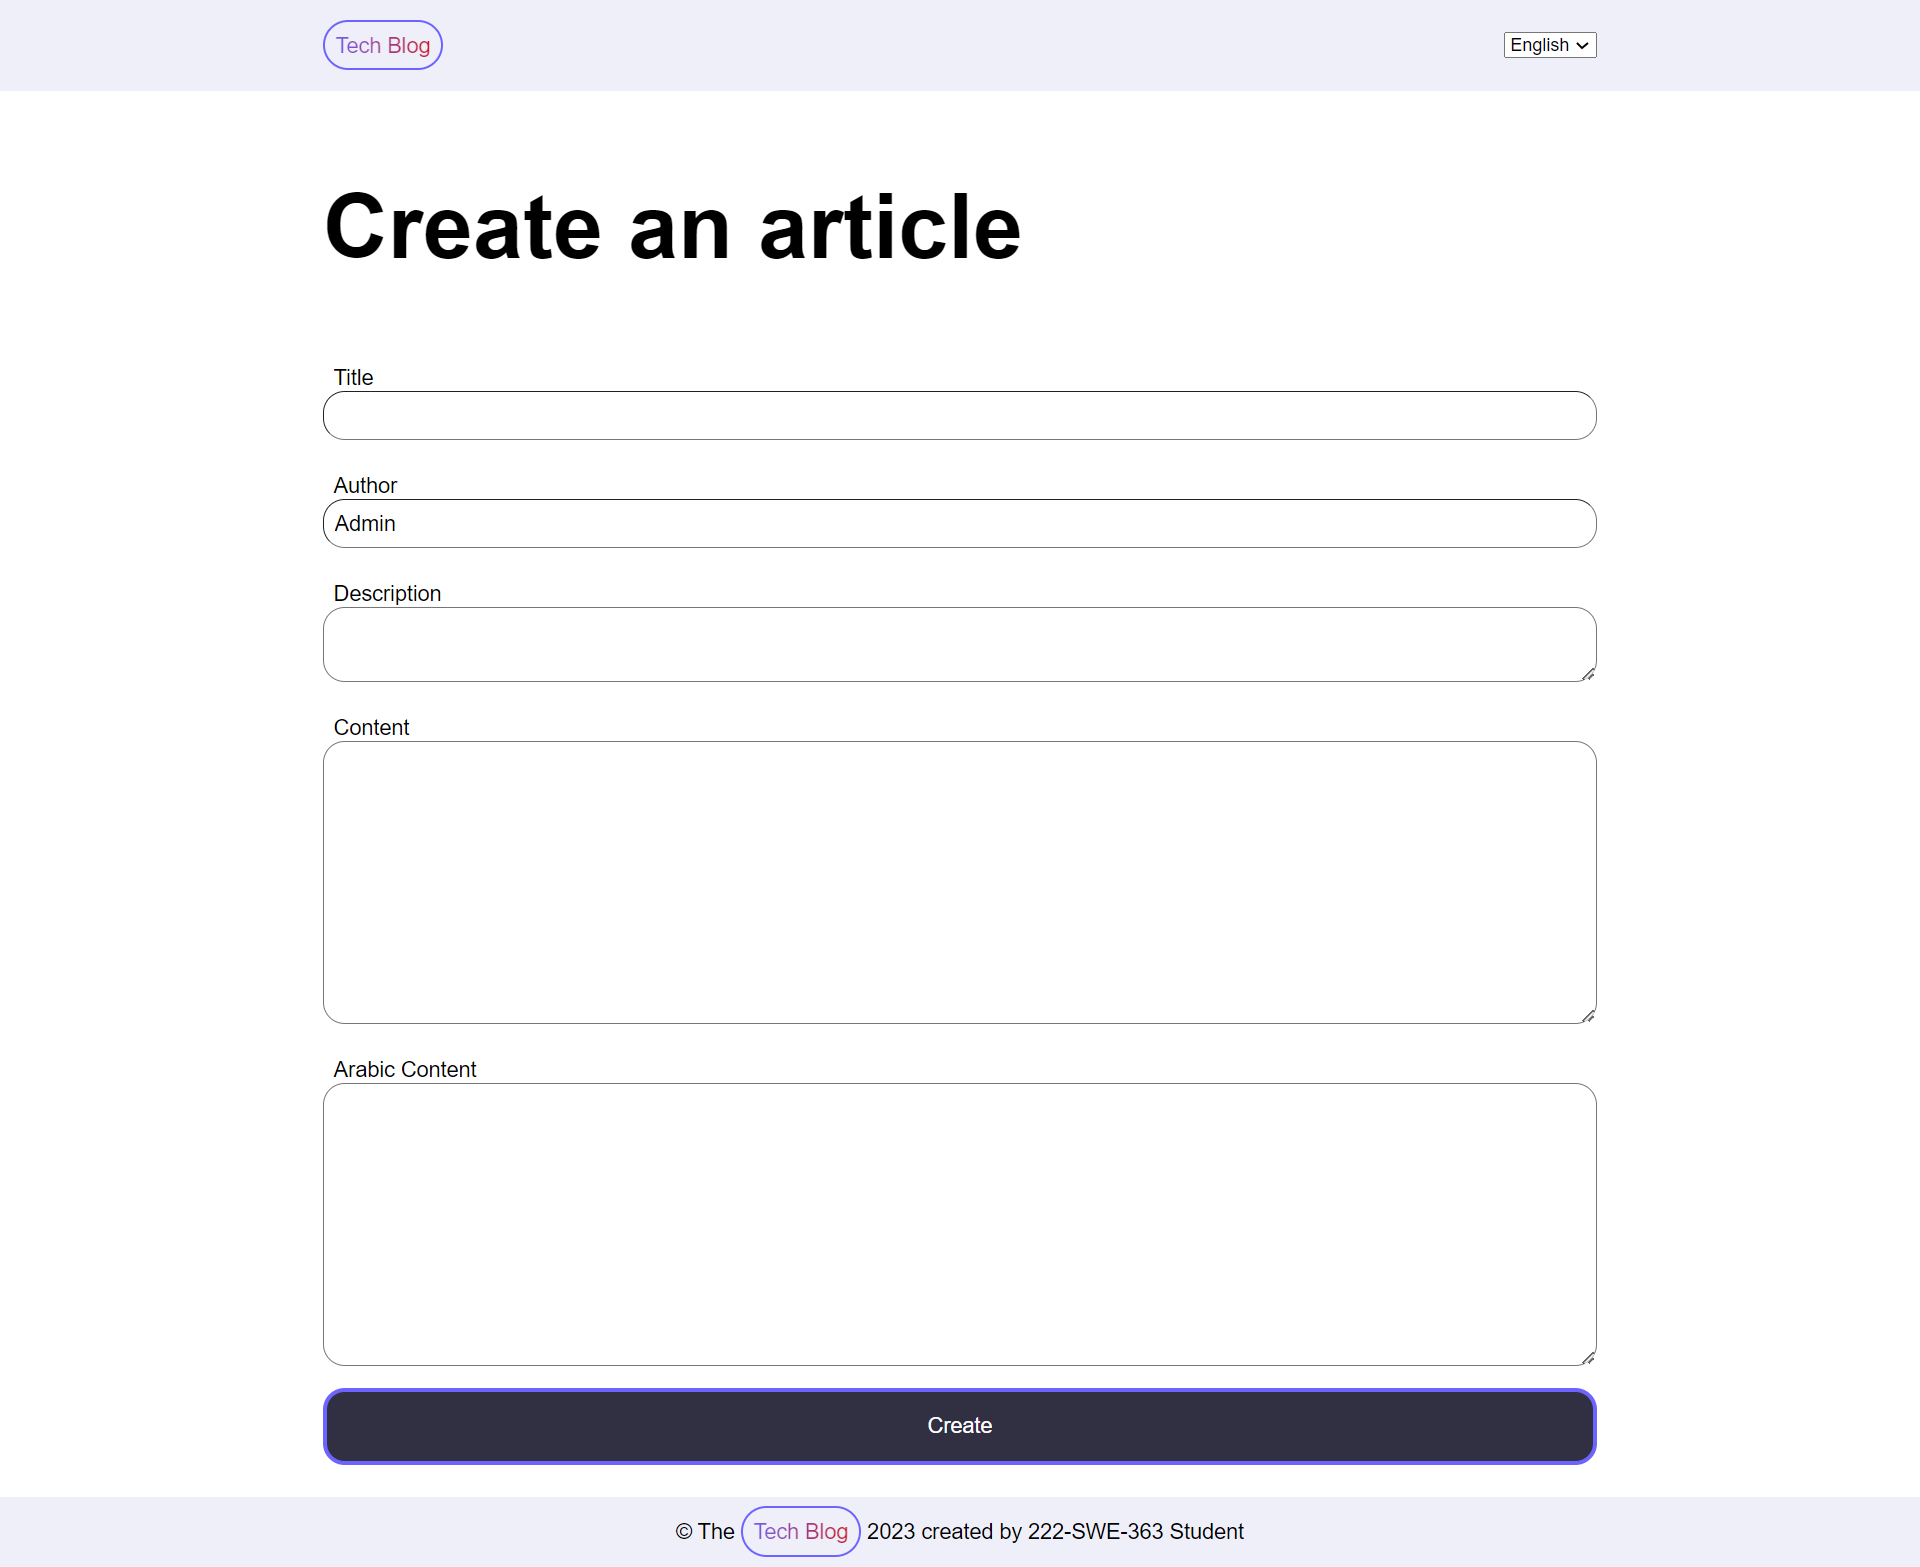 Tech Blog
English
Create an article
Title
Author
Admin
Description
Content
Arabic Content
Create
© The Tech Blog 2023 created by 222-SWE-363 Student